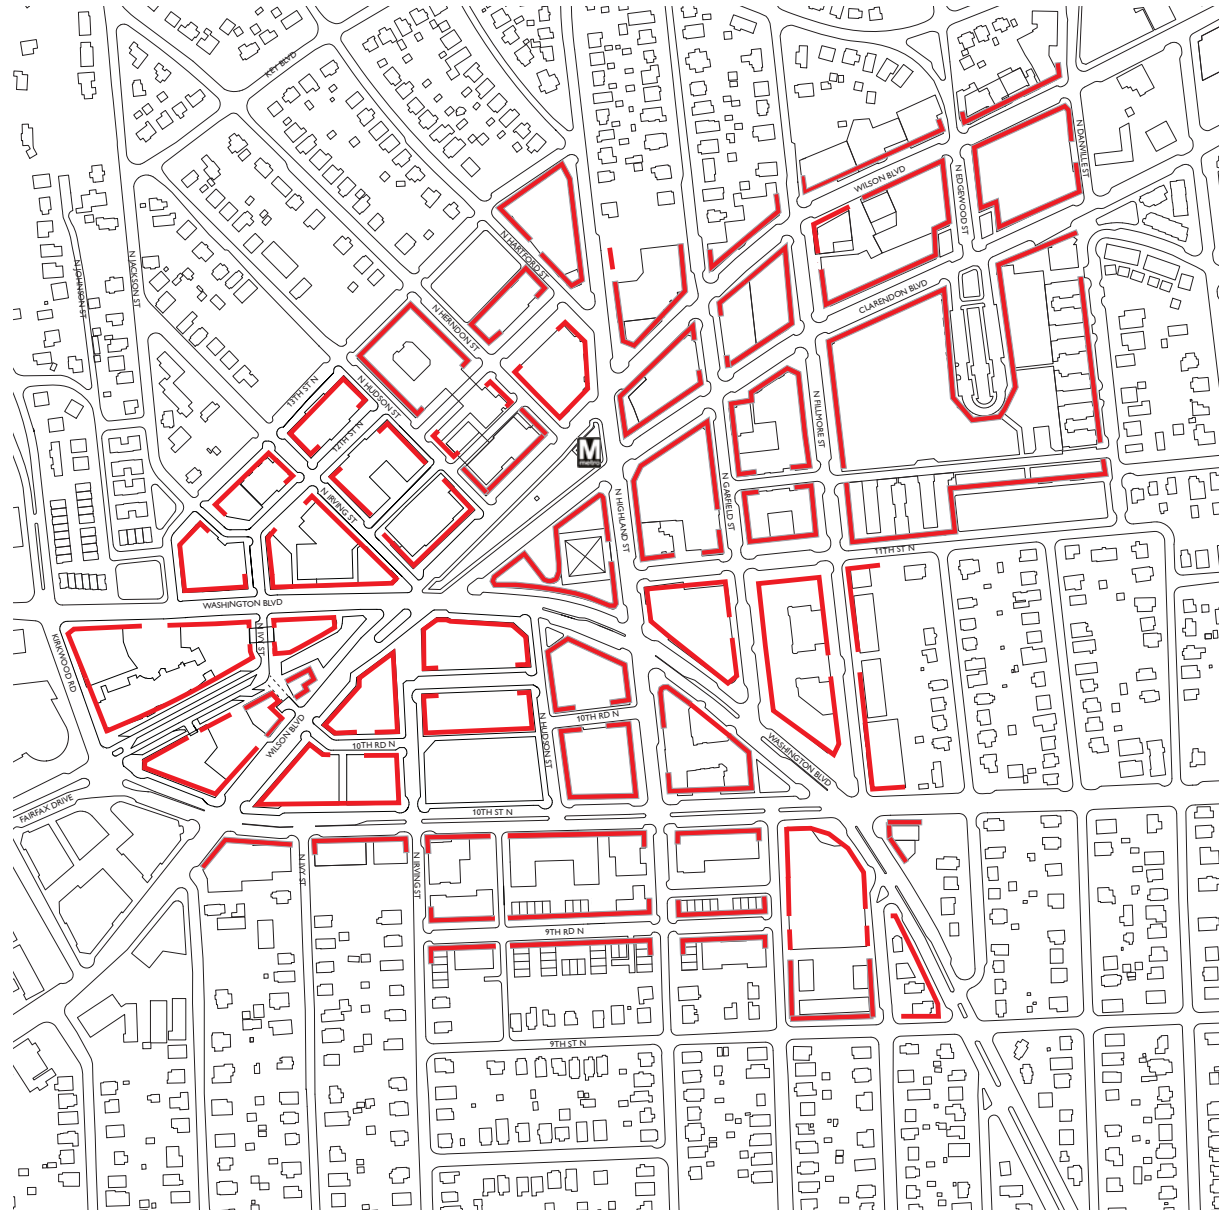 KEY BLVD
N DANVILLE ST
WILSON BLVD
N EDGEWOOD ST
N HARTFORD ST
N JOHNSON ST
N JACKSON ST
CLARENDON BLVD
N HERNDON ST
13TH ST N
N HUDSON ST
N FILLMORE ST
12TH ST N
M
metro
N IRVING ST
N HIGHLAND ST
N GARFIELD ST
11TH ST N
WASHINGTON BLVD
KIRKWOOD RD
N IVY ST
10TH RD N
WILSON BLVD
N HUDSON ST
10TH RD N
WASHINGTON BLVD
FAIRFAX DRIVE
10TH ST N
N IVY ST
N IRVING ST
9TH RD N
9TH ST N